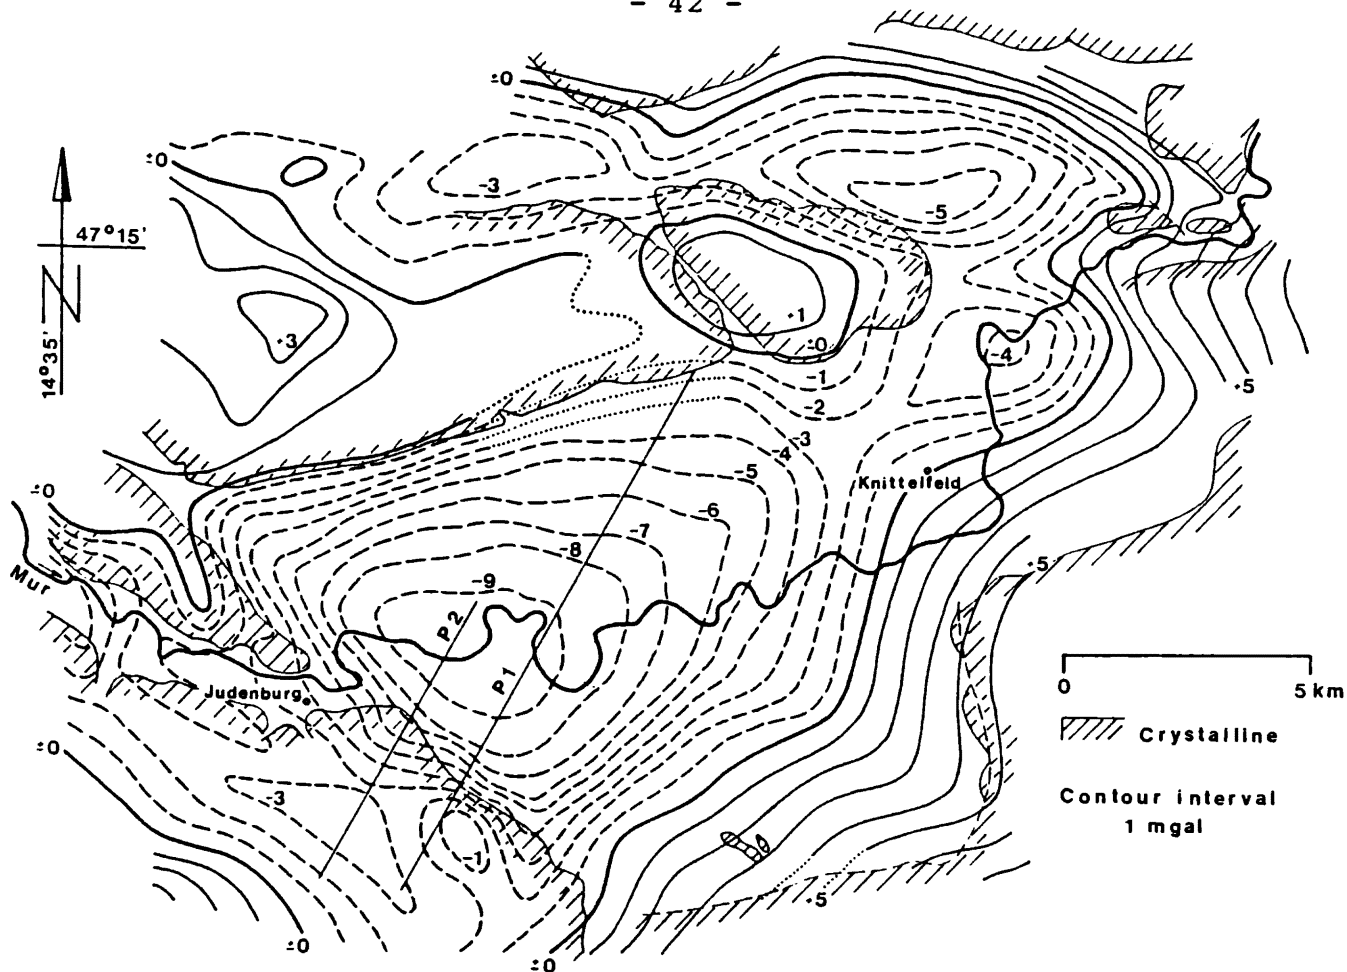 - 42 -
±0
±0
-3
-5
47°15'
N
14°35'
+3
+1
±0
-4
-1
+5
-2
-3
-4
-5
Knittelfeld
-6
±0
-7
-8
+5
Mur
-9
P2
P1
0
5 km
Judenburg
Crystalline
±0
-3
Contour interval
1 mgal
-1
+5
±0
±0